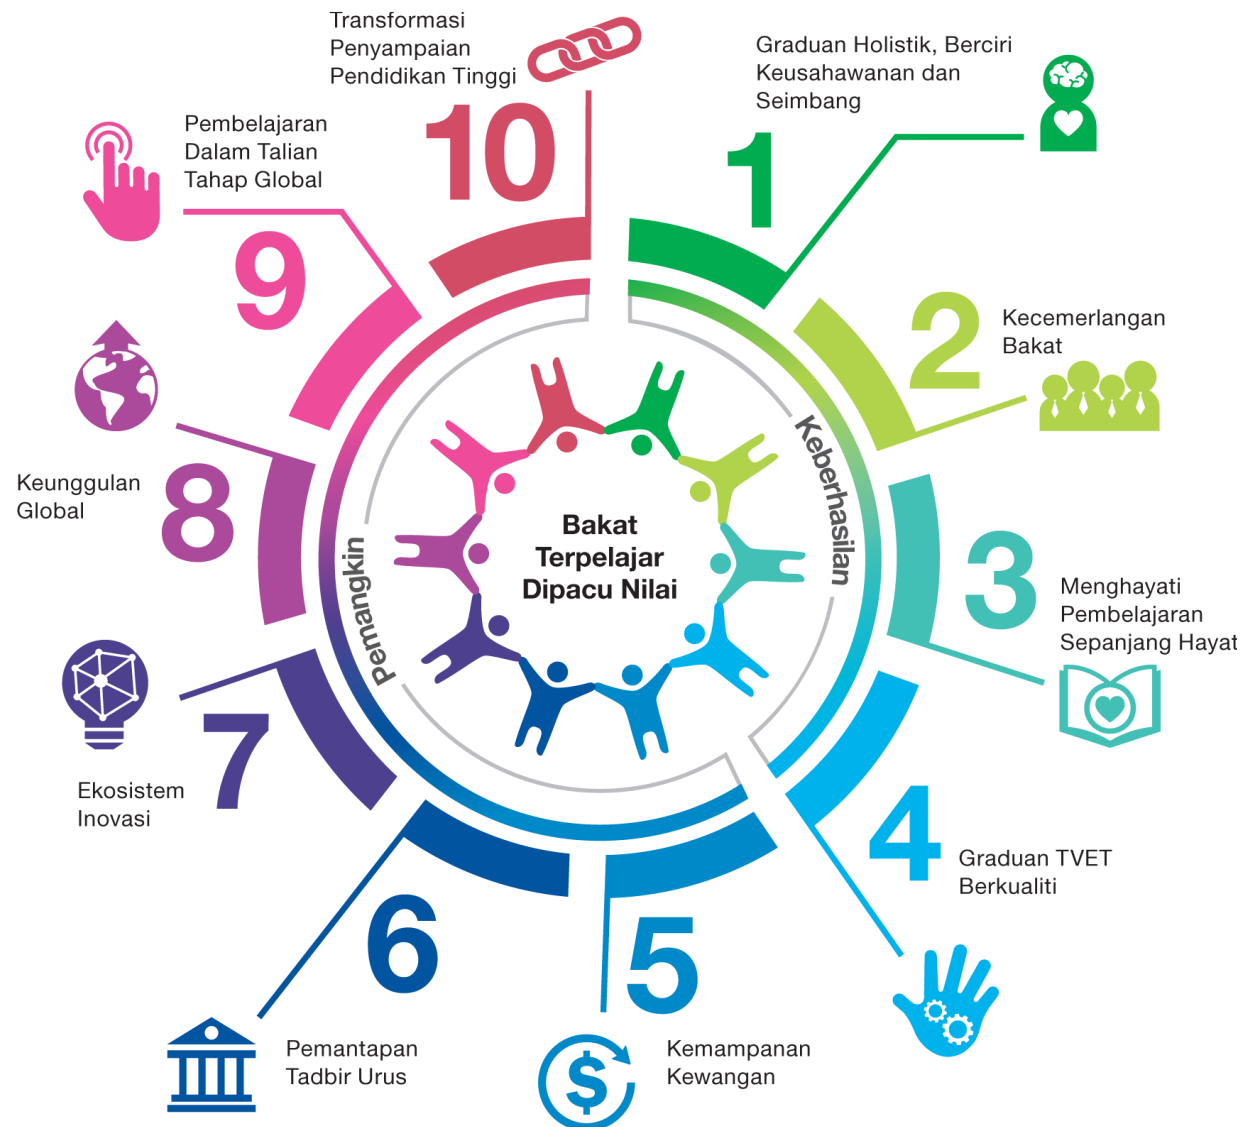 Transformasi
Penyampaian
Pendidikan Tinggi
10
Graduan Holistik, Berciri
Keusahawanan dan
Seimbang
1
Kecemerlangan
Bakat
2
Menghayati
Pembelajaran
Sepanjang Hayat
3
Graduan TVET
Berkualiti
4
Kemampanan
Kewangan
5
Pemantapan
Tadbir Urus
6
Ekosistem
Inovasi
7
Keunggulan
Global
8
Pembelajaran
Dalam Talian
Tahap Global
9
Keberhasilan
Pemangkin
Bakat
Terpelajar
Dipacu Nilai
$